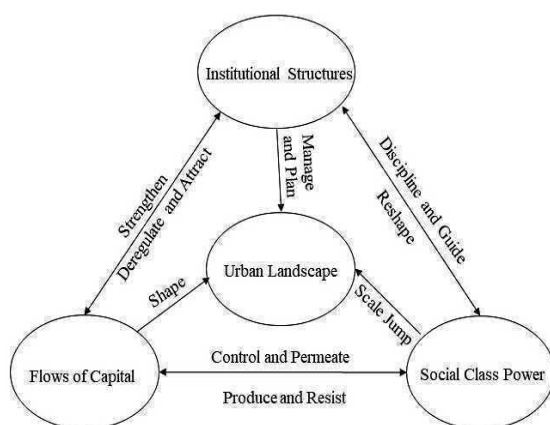 Institutional Structures
Strengthen
Deregulate and Attract
Manage
and Plan
Discipline and Guide
Reshape
Urban Landscape
Shape
Scale Jump
Flows of Capital
Control and Permeate
Produce and Resist
Social Class Power